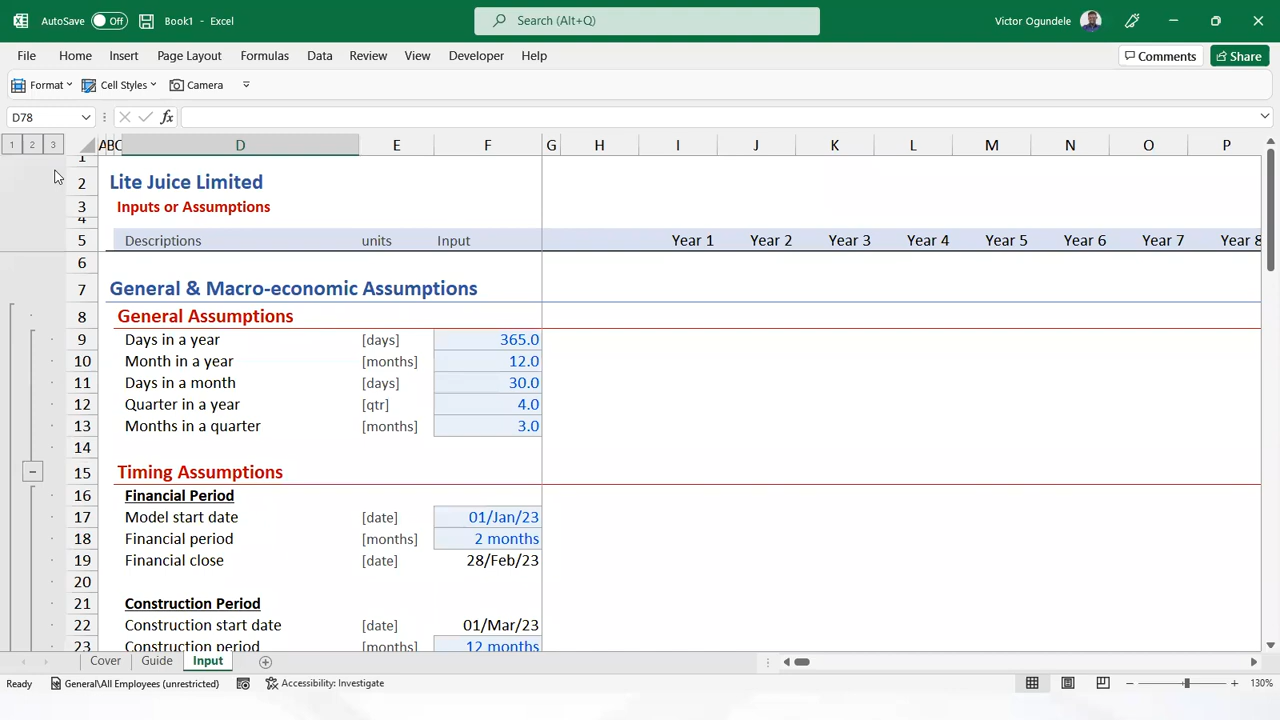 AutoSave Off Book1 - Excel Search (Alt+Q) Victor Ogundele
File Home Insert Page Layout Formulas Data Review View Developer Help Comments Share
Format Cell Styles Camera
D78 fx
1 2 3 A B C D E F G H I J K L M N O P
1
2 Lite Juice Limited
3 Inputs or Assumptions
4
5 Descriptions units Input Year 1 Year 2 Year 3 Year 4 Year 5 Year 6 Year 7 Year 8
6
7 General & Macro-economic Assumptions
8 General Assumptions
9 Days in a year [days] 365.0
10 Month in a year [months] 12.0
11 Days in a month [days] 30.0
12 Quarter in a year [qtr] 4.0
13 Months in a quarter [months] 3.0
14
15 Timing Assumptions
16 Financial Period
17 Model start date [date] 01/Jan/23
18 Financial period [months] 2 months
19 Financial close [date] 28/Feb/23
20
21 Construction Period
22 Construction start date [date] 01/Mar/23
23 Construction period [months] 12 months
Cover Guide Input
Ready General\All Employees (unrestricted) Accessibility: Investigate 130%